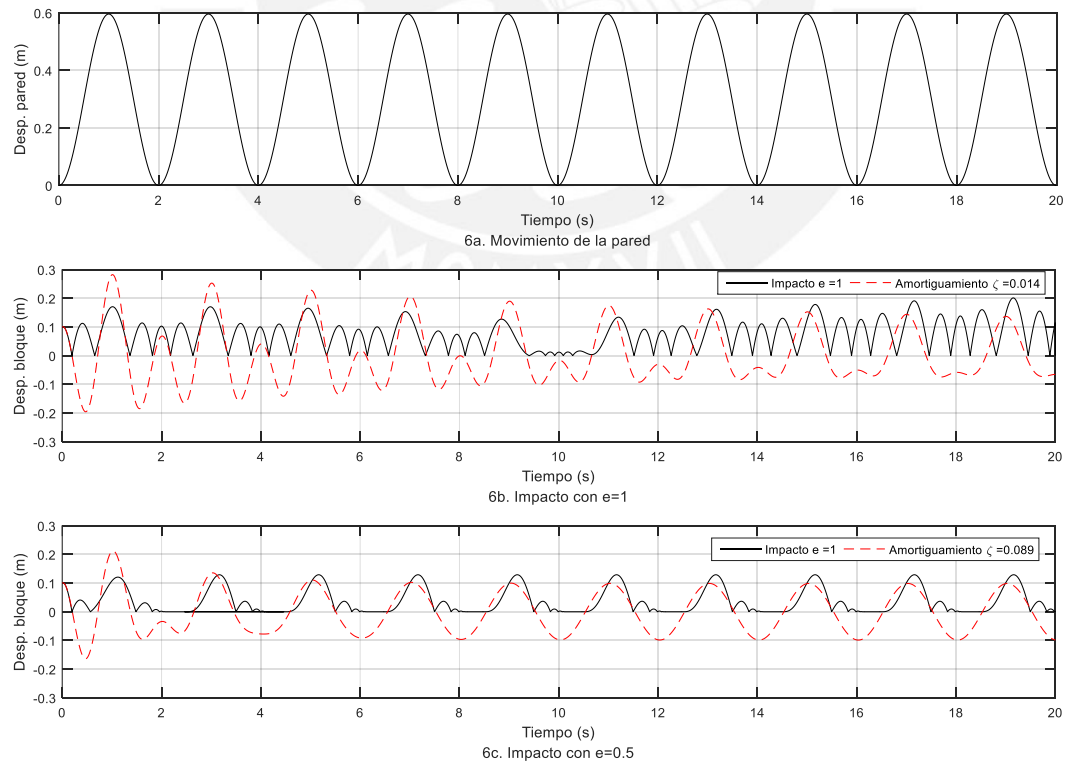 0.6
0.4
0.2
0
Desp. pared (m)
0 2 4 6 8 10 12 14 16 18 20
Tiempo (s)
6a. Movimiento de la pared
MCMXVII
0.3
0.2
0.1
0
-0.1
-0.2
-0.3
Desp. bloque (m)
Impacto e =1 Amortiguamiento ζ =0.014
0 2 4 6 8 10 12 14 16 18 20
Tiempo (s)
6b. Impacto con e=1
0.3
0.2
0.1
0
-0.1
-0.2
-0.3
Desp. bloque (m)
Impacto e =1 Amortiguamiento ζ =0.089
0 2 4 6 8 10 12 14 16 18 20
Tiempo (s)
6c. Impacto con e=0.5